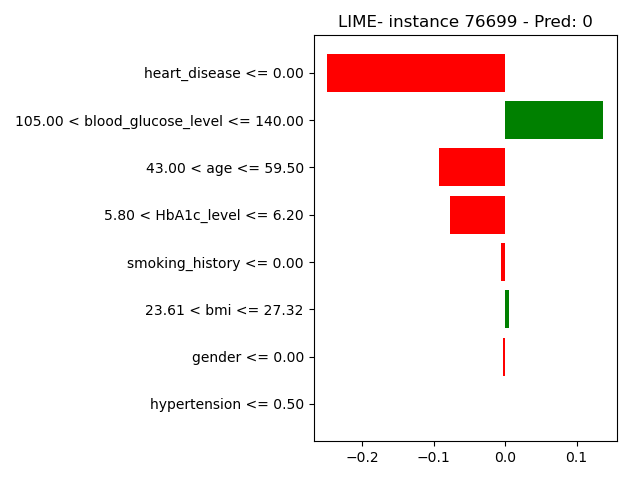 LIME- instance 76699 - Pred: 0
heart_disease <= 0.00
105.00 < blood_glucose_level <= 140.00
43.00 < age <= 59.50
5.80 < HbA1c_level <= 6.20
smoking_history <= 0.00
23.61 < bmi <= 27.32
gender <= 0.00
hypertension <= 0.50
−0.2 −0.1 0.0 0.1